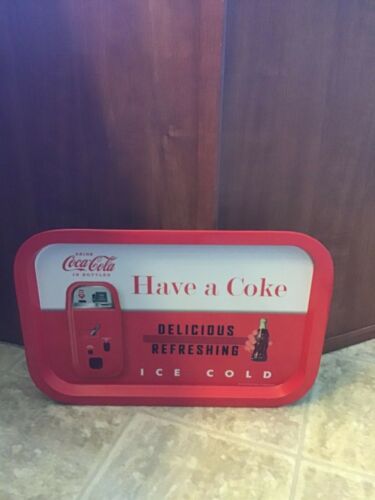 DRINK
Coca-Cola
IN BOTTLES
Have a Coke
DELICIOUS
REFRESHING
ICE COLD